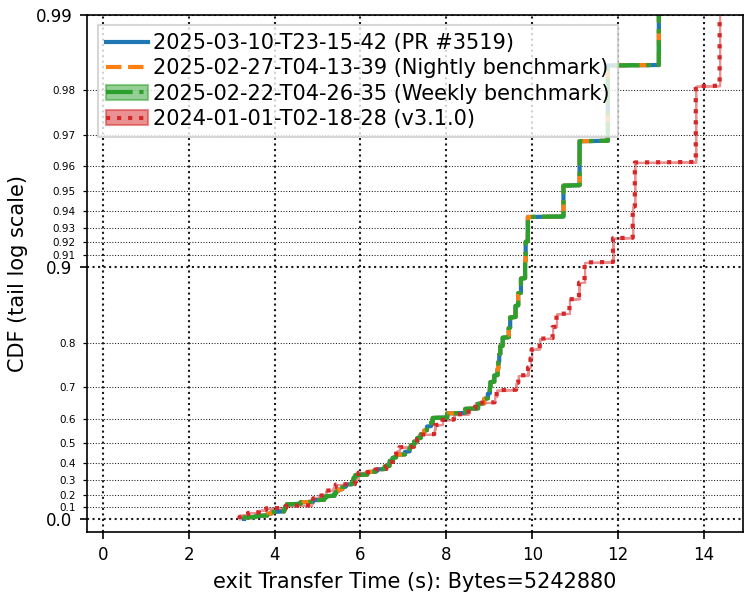 0.99
2025-03-10-T23-15-42 (PR #3519)
2025-02-27-T04-13-39 (Nightly benchmark)
2025-02-22-T04-26-35 (Weekly benchmark)
2024-01-01-T02-18-28 (v3.1.0)
0.98
0.97
0.96
0.95
0.94
0.93
0.92
0.91
0.9
0.8
0.7
0.6
0.5
0.4
0.3
0.2
0.1
0.0
CDF (tail log scale)
0 2 4 6 8 10 12 14
exit Transfer Time (s): Bytes=5242880